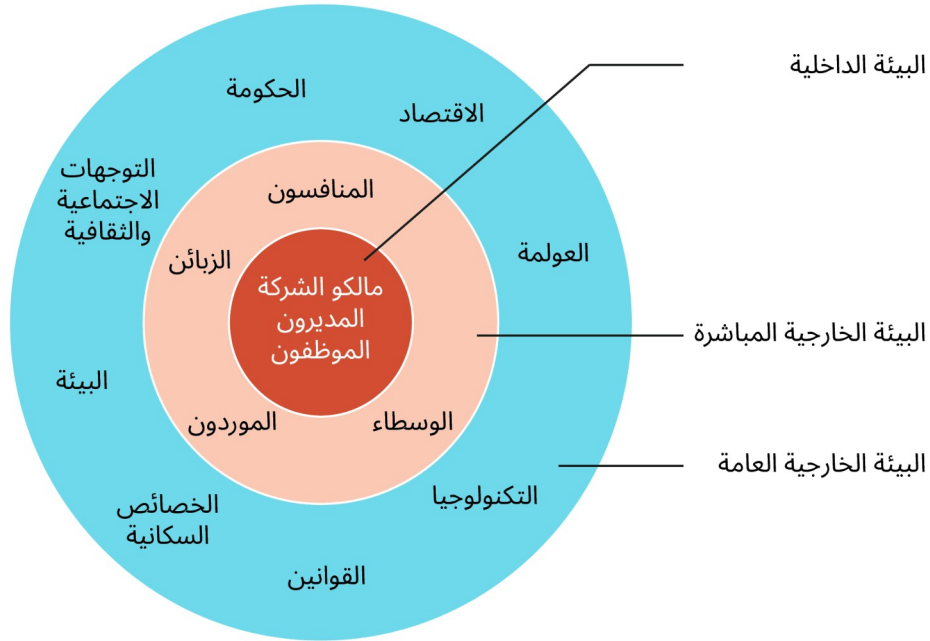 البيئة الداخلية
الحكومة
الاقتصاد
التوجهات
الاجتماعية
والثقافية
المنافسون
العولمة
الزبائن
مالكو الشركة
المديرون
الموظفون
البيئة الخارجية المباشرة
البيئة
الوسطاء
الموردون
البيئة الخارجية العامة
التكنولوجيا
الخصائص
السكانية
القوانين